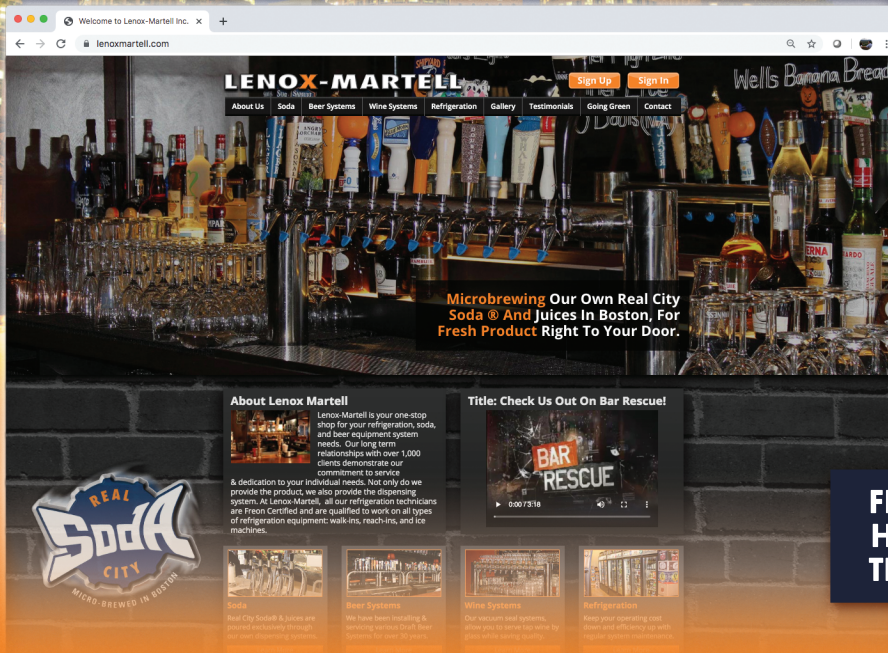 Welcome to Lenox-Martell Inc.
lenoxmartell.com
LENOX-MARTELL
Sign Up
Sign In
About Us
Soda
Beer Systems
Wine Systems
Refrigeration
Gallery
Testimonials
Going Green
Contact
Wells Banana Bread
ANGRY
ORCHARD
Microbrewing Our Own Real City
Soda ® And Juices In Boston, For
Fresh Product Right To Your Door.
About Lenox Martell
Lenox-Martell is your one-stop
shop for your refrigeration, soda,
and beer equipment system
needs. Our long term
relationships with over 1,000
clients demonstrate our
commitment to service
& dedication to your individual needs. Not only do we
provide the product, we also provide the dispensing
system. At Lenox-Martell, all our refrigeration technicians
are Freon Certified and are qualified to work on all types
of refrigeration equipment: walk-ins, reach-ins, and ice
machines.
Title: Check Us Out On Bar Rescue!
BAR
RESCUE
0:00 / 3:18
REAL
SODA
CITY
MICRO-BREWED IN BOSTON
Soda
Real City Soda® & Juices are
poured exclusively through
our own dispensing systems.
Beer Systems
We have been installing &
servicing various Draft Beer
Systems for over 30 years.
Wine Systems
Our vacuum seal systems,
allow you to serve tap wine by
glass while saving quality.
Refrigeration
Keep your operating cost
down and efficiency up with
regular system maintenance.